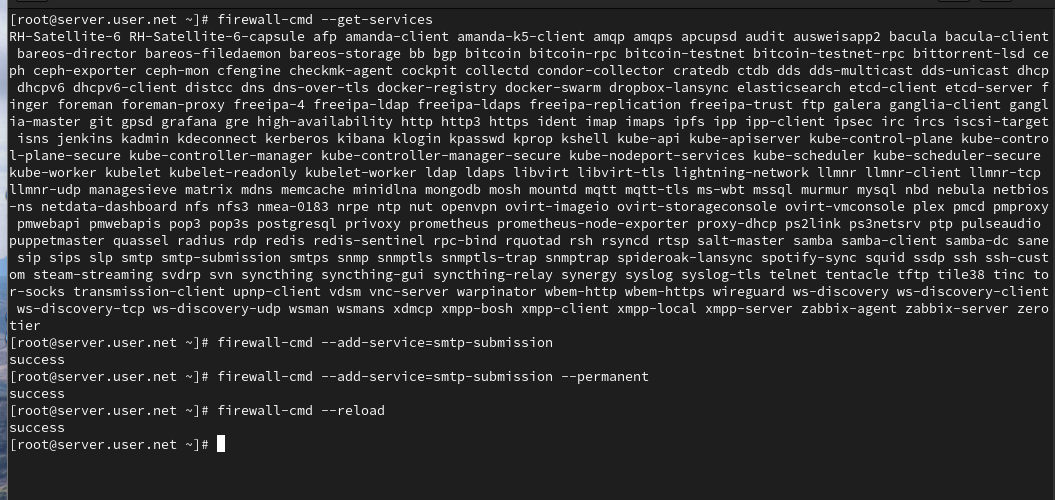 [root@server.user.net ~]# firewall-cmd --get-services
RH-Satellite-6 RH-Satellite-6-capsule afp amanda-client amanda-k5-client amqp amqps apcupsd audit ausweisapp2 bacula bacula-client
bareos-director bareos-filedaemon bareos-storage bb bgp bitcoin bitcoin-rpc bitcoin-testnet bitcoin-testnet-rpc bittorrent-lsd ce
ph ceph-exporter ceph-mon cfengine checkmk-agent cockpit collectd condor-collector cratedb ctdb dds dds-multicast dds-unicast dhcp
dhcpv6 dhcpv6-client distcc dns dns-over-tls docker-registry docker-swarm dropbox-lansync elasticsearch etcd-client etcd-server f
inger foreman foreman-proxy freeipa-4 freeipa-ldap freeipa-ldaps freeipa-replication freeipa-trust ftp galera ganglia-client gangl
ia-master git gpsd grafana gre high-availability http http3 https ident imap imaps ipfs ipp ipp-client ipsec irc ircs iscsi-target
isns jenkins kadmin kdeconnect kerberos kibana klogin kpasswd kprop kshell kube-api kube-apiserver kube-control-plane kube-contro
l-plane-secure kube-controller-manager kube-controller-manager-secure kube-nodeport-services kube-scheduler kube-scheduler-secure
kube-worker kubelet kubelet-readonly kubelet-worker ldap ldaps libvirt libvirt-tls lightning-network llmnr llmnr-client llmnr-tcp
llmnr-udp managesieve matrix mdns memcache minidlna mongodb mosh mountd mqtt mqtt-tls ms-wbt mssql murmur mysql nbd nebula netbios
-ns netdata-dashboard nfs nfs3 nmea-0183 nrpe ntp nut openvpn ovirt-imageio ovirt-storageconsole ovirt-vmconsole plex pmcd pmproxy
pmwebapi pmwebapis pop3 pop3s postgresql privoxy prometheus prometheus-node-exporter proxy-dhcp ps2link ps3netsrv ptp pulseaudio
puppetmaster quassel radius rdp redis redis-sentinel rpc-bind rquotad rsh rsyncd rtsp salt-master samba samba-client samba-dc sane
sip sips slp smtp smtp-submission smtps snmp snmptls snmptls-trap snmptrap spideroak-lansync spotify-sync squid ssdp ssh ssh-cust
om steam-streaming svdrp svn syncthing syncthing-gui syncthing-relay synergy syslog syslog-tls telnet tentacle tftp tile38 tinc to
r-socks transmission-client upnp-client vdsm vnc-server warpinator wbem-http wbem-https wireguard ws-discovery ws-discovery-client
ws-discovery-tcp ws-discovery-udp wsman wsmans xdmcp xmpp-bosh xmpp-client xmpp-local xmpp-server zabbix-agent zabbix-server zero
tier
[root@server.user.net ~]# firewall-cmd --add-service=smtp-submission
success
[root@server.user.net ~]# firewall-cmd --add-service=smtp-submission --permanent
success
[root@server.user.net ~]# firewall-cmd --reload
success
[root@server.user.net ~]#